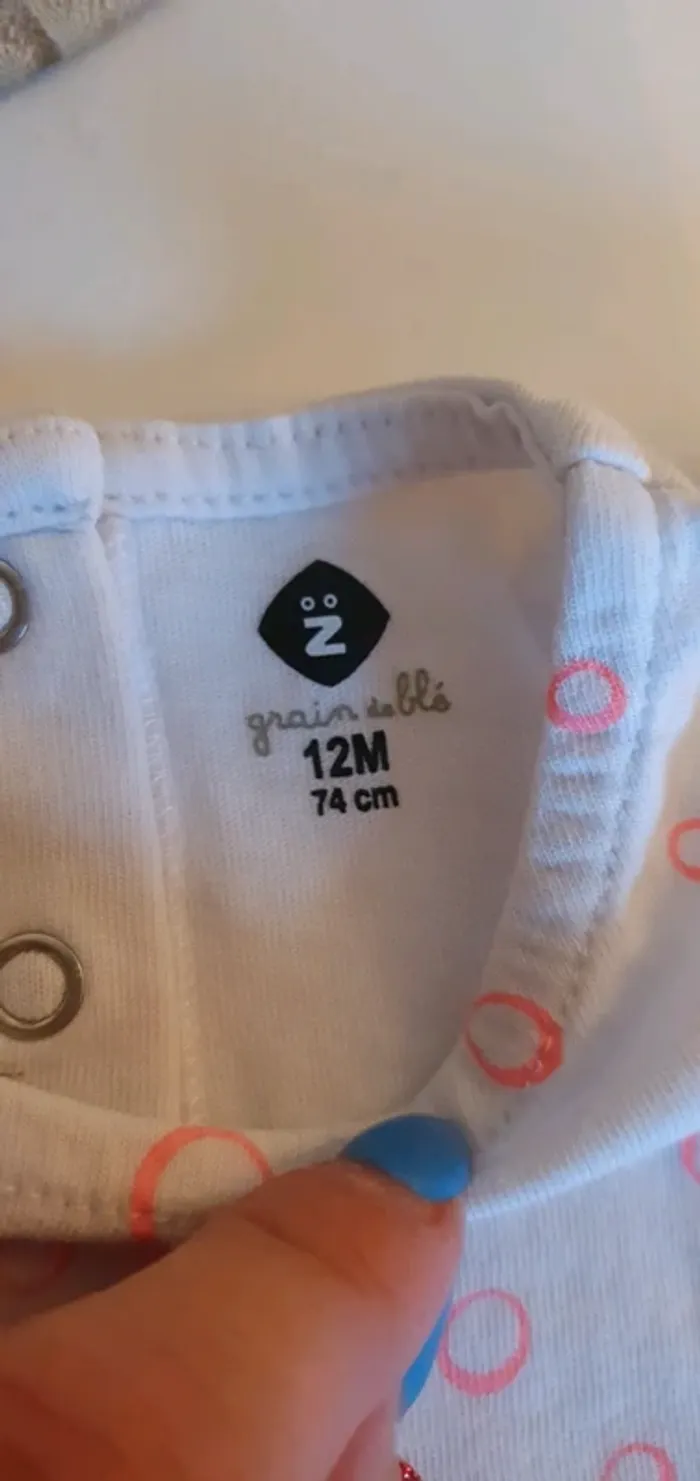 Z̈
grain de blé
12M
74 cm